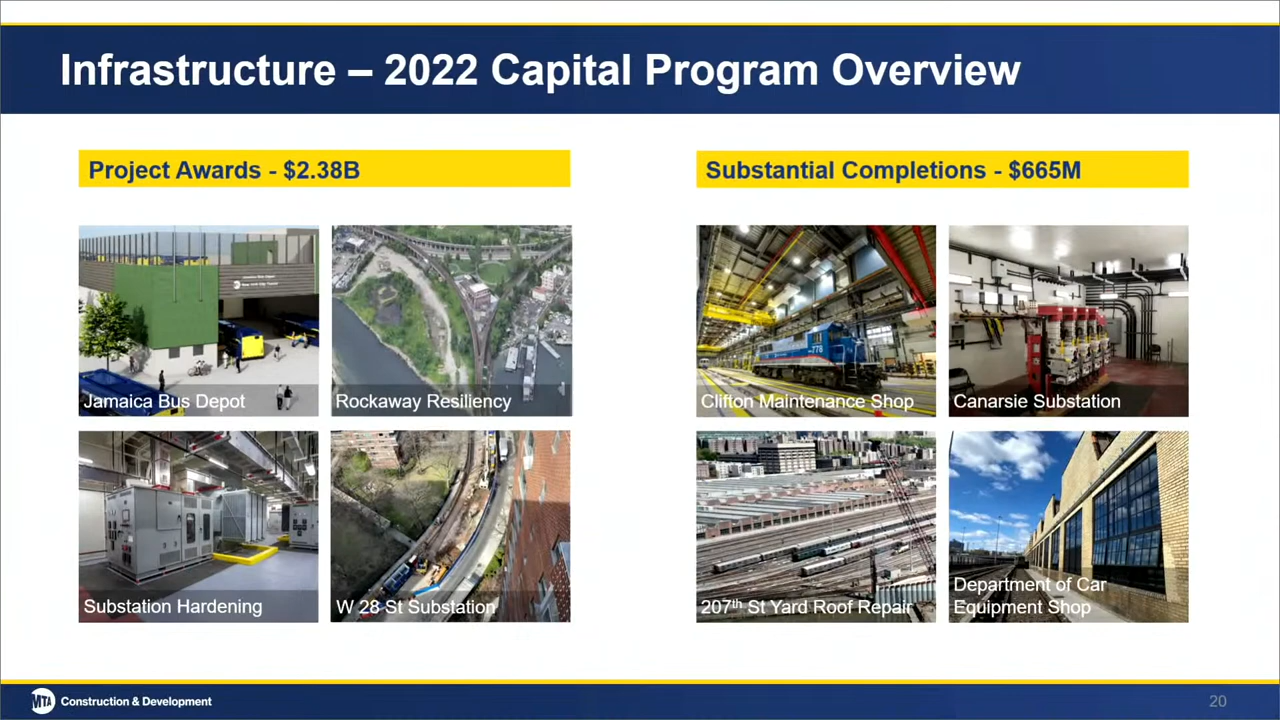 Infrastructure – 2022 Capital Program Overview
Project Awards - $2.38B
Jamaica Bus Depot
Rockaway Resiliency
Substation Hardening
W 28 St Substation
Substantial Completions - $665M
778
Clifton Maintenance Shop
Canarsie Substation
207th St Yard Roof Repair
Department of Car
Equipment Shop
MTA Construction & Development
20